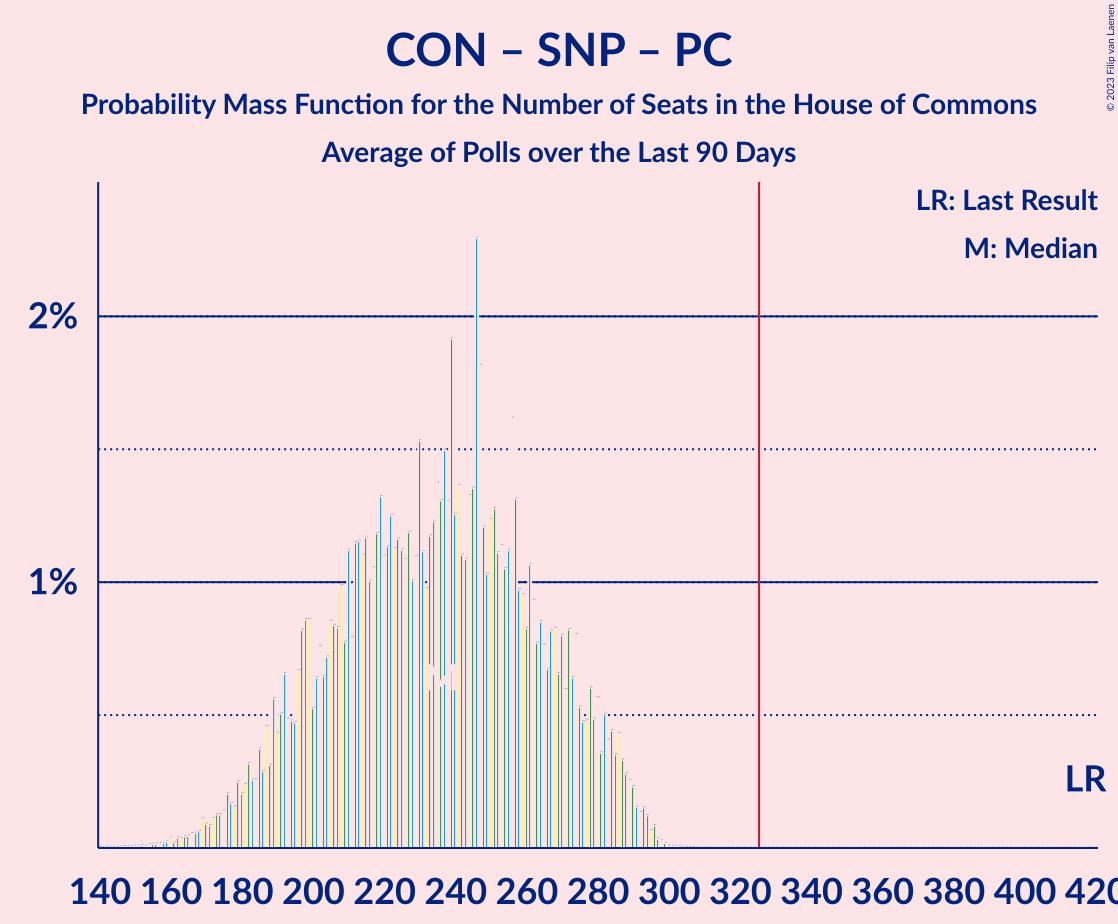 CON – SNP – PC
Probability Mass Function for the Number of Seats in the House of Commons
Average of Polls over the Last 90 Days
© 2023 Filip van Laenen
LR: Last Result
M: Median
2%
1%
LR
140 160 180 200 220 240 260 280 300 320 340 360 380 400 420